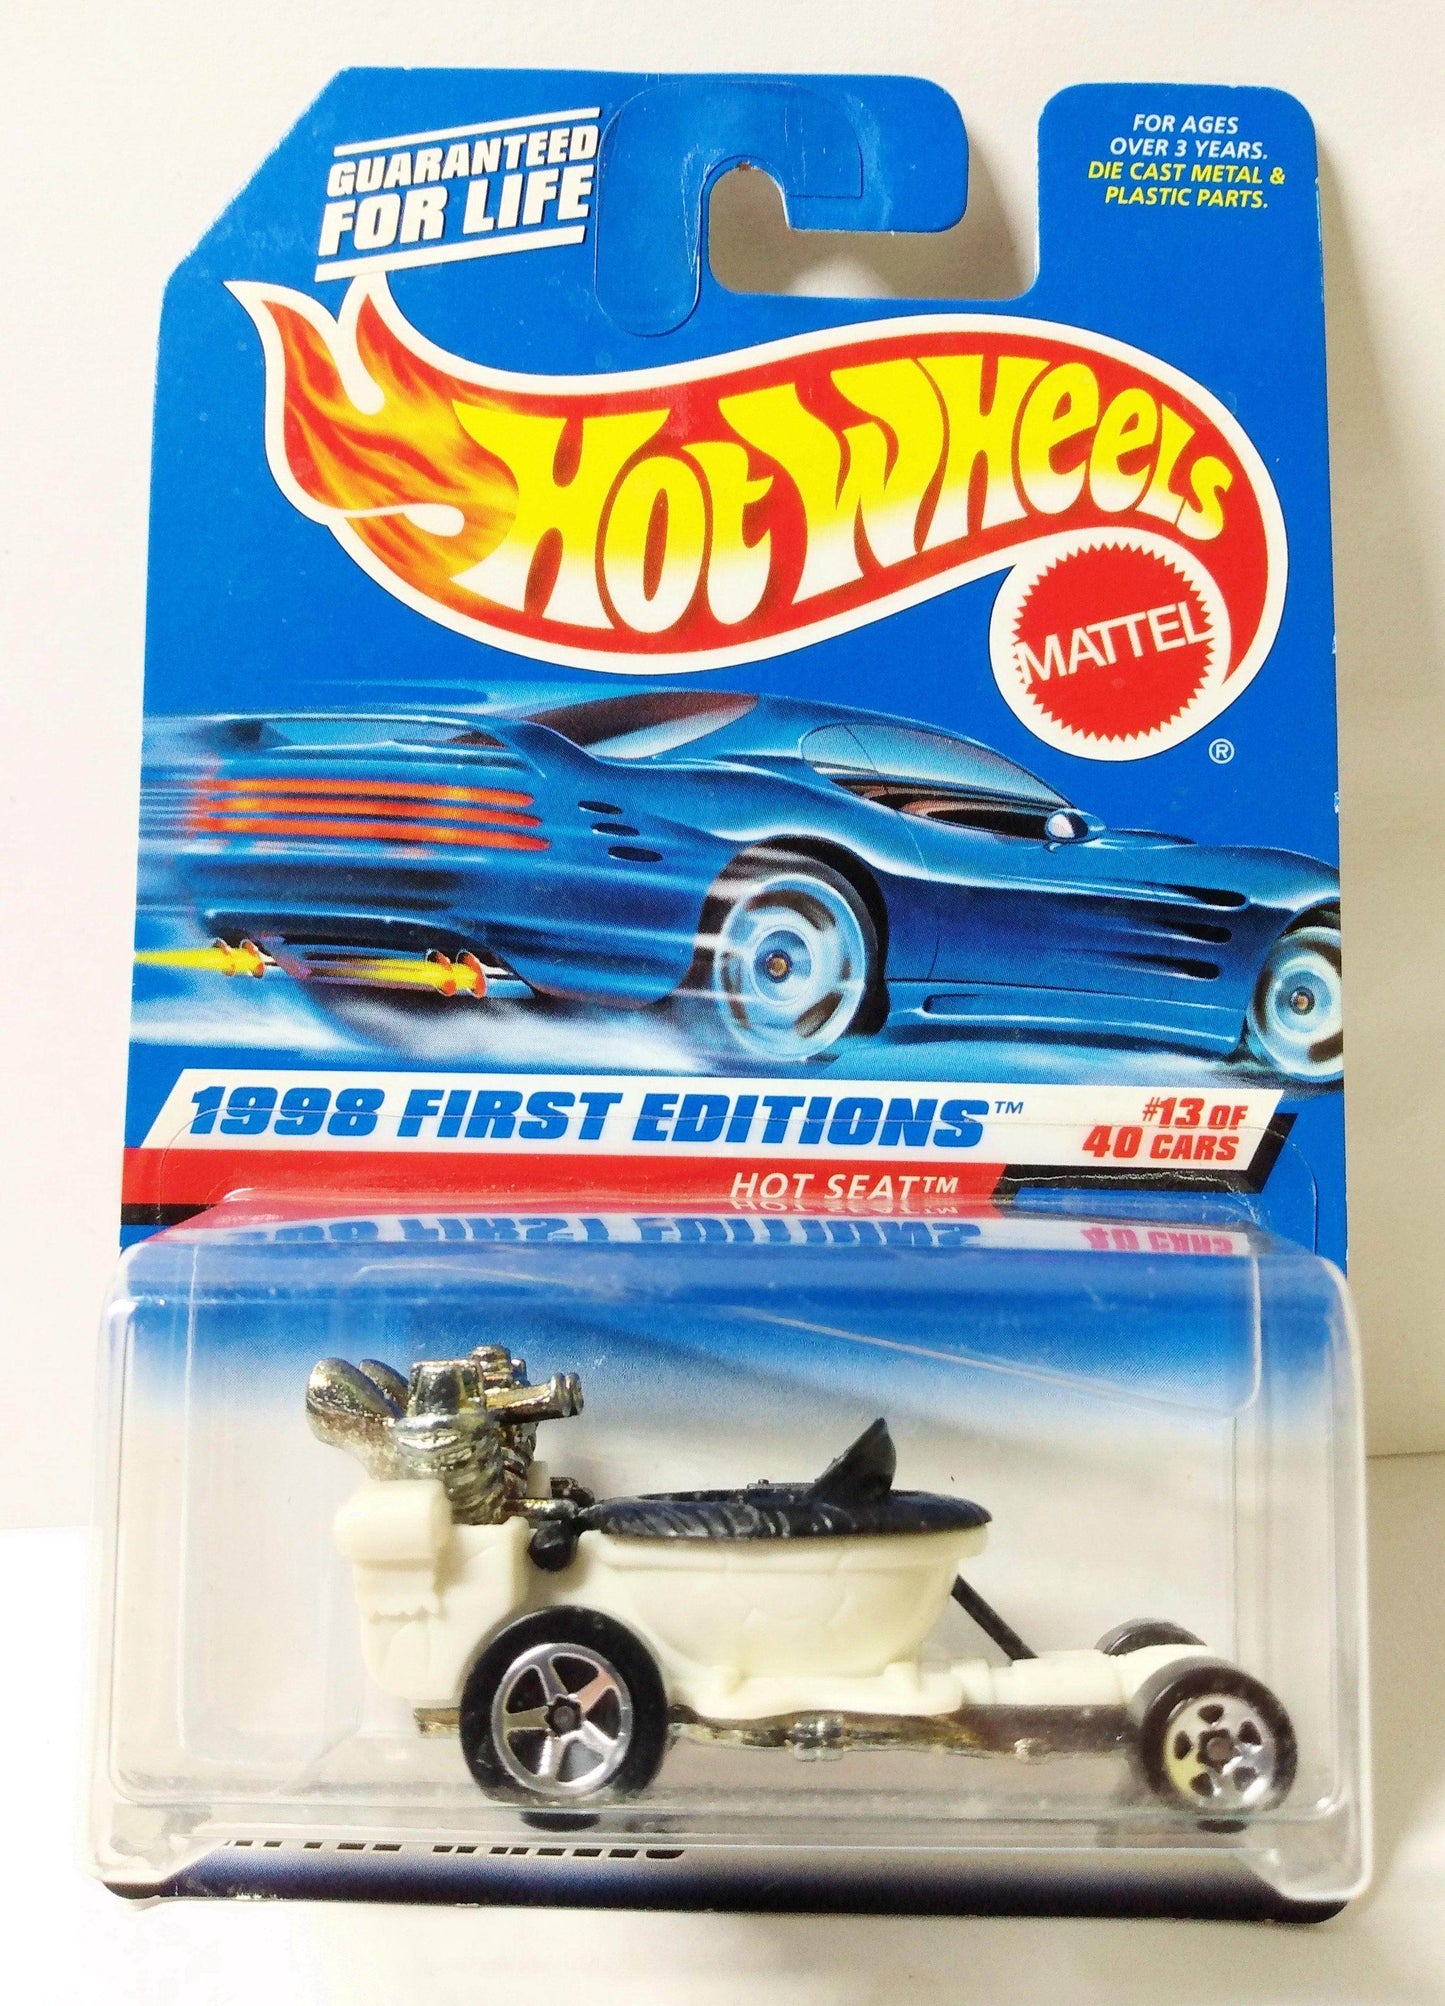 GUARANTEED
FOR LIFE
FOR AGES
OVER 3 YEARS.
DIE CAST METAL &
PLASTIC PARTS.
HOT WHEELS
MATTEL
®
1998 FIRST EDITIONS™
#13 OF
40 CARS
HOT SEAT™